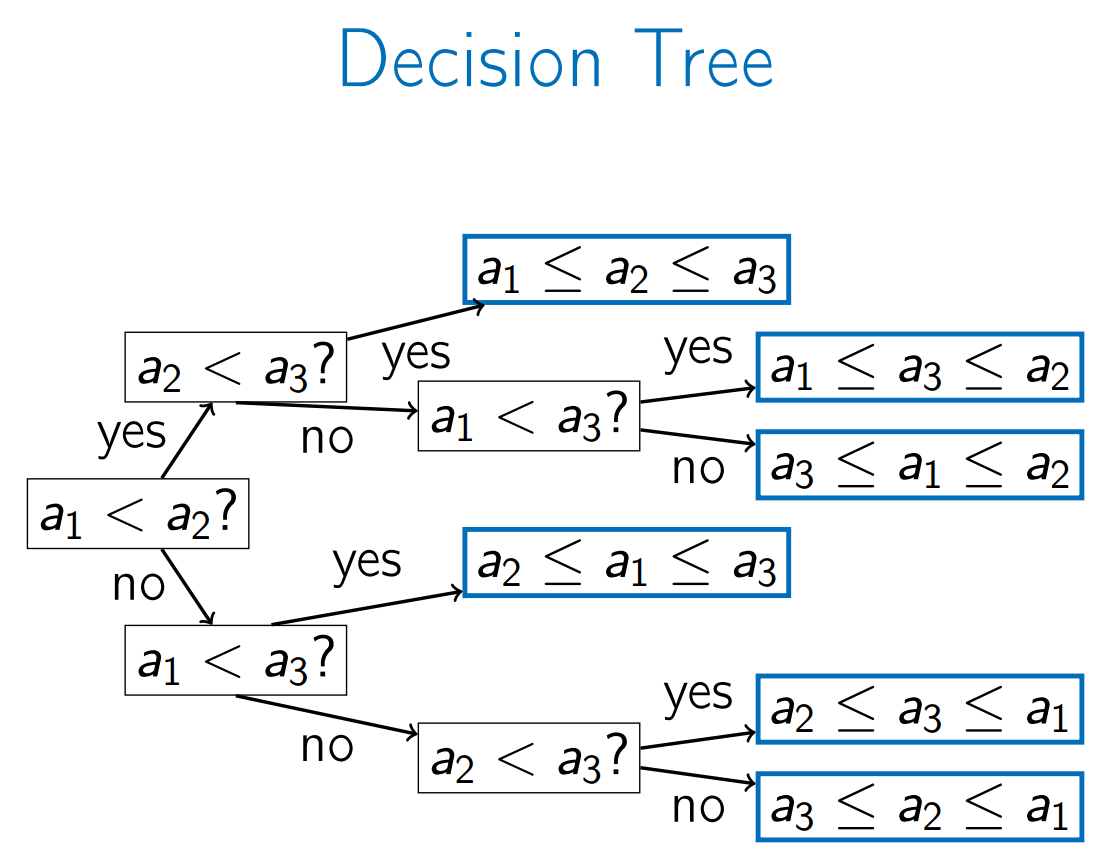 Decision Tree
a₁ ≤ a₂ ≤ a₃
a₂ < a₃?
yes
yes
a₁ ≤ a₃ ≤ a₂
a₁ < a₃?
yes
no
no
a₃ ≤ a₁ ≤ a₂
a₁ < a₂?
no
yes
a₂ ≤ a₁ ≤ a₃
a₁ < a₃?
no
yes
a₂ ≤ a₃ ≤ a₁
a₂ < a₃?
no
a₃ ≤ a₂ ≤ a₁